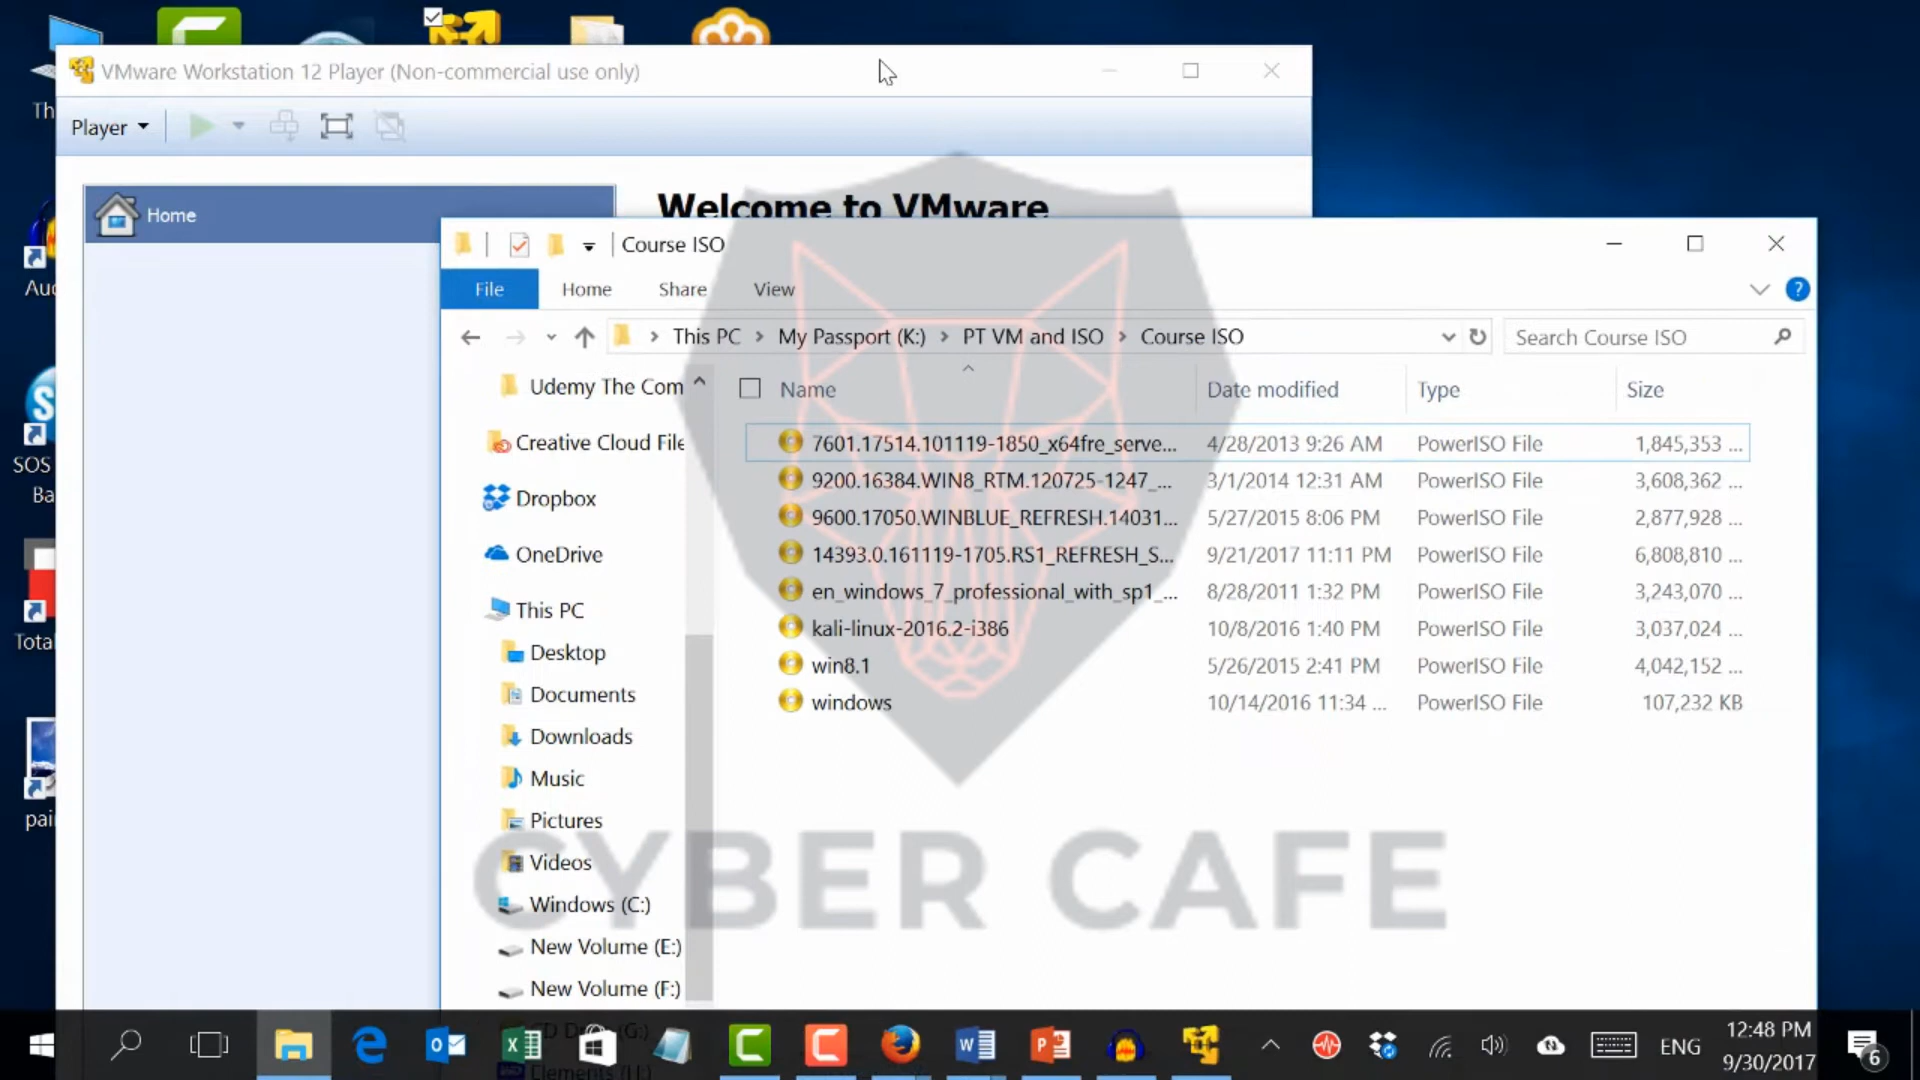 VMware Workstation 12 Player (Non-commercial use only)
Player
Home
Welcome to VMware
Course ISO
File Home Share View
This PC My Passport (K:) PT VM and ISO Course ISO
Search Course ISO
Name Date modified Type Size
7601.17514.101119-1850_x64fre_serve... 4/28/2013 9:26 AM PowerISO File 1,845,353 ...
9200.16384.WIN8_RTM.120725-1247_... 3/1/2014 12:31 AM PowerISO File 3,608,362 ...
9600.17050.WINBLUE_REFRESH.14031... 5/27/2015 8:06 PM PowerISO File 2,877,928 ...
14393.0.161119-1705.RS1_REFRESH_S... 9/21/2017 11:11 PM PowerISO File 6,808,810 ...
en_windows_7_professional_with_sp1_... 8/28/2011 1:32 PM PowerISO File 3,243,070 ...
kali-linux-2016.2-i386 10/8/2016 1:40 PM PowerISO File 3,037,024 ...
win8.1 5/26/2015 2:41 PM PowerISO File 4,042,152 ...
windows 10/14/2016 11:34 ... PowerISO File 107,232 KB
Udemy The Com
Creative Cloud File
Dropbox
OneDrive
This PC
Desktop
Documents
Downloads
Music
Pictures
Videos
Windows (C:)
New Volume (E:)
New Volume (F:)
CYBER CAFE
Th
Au
SOS
Ba
Total
pai
Elements (H:)
ENG
12:48 PM
9/30/2017
6